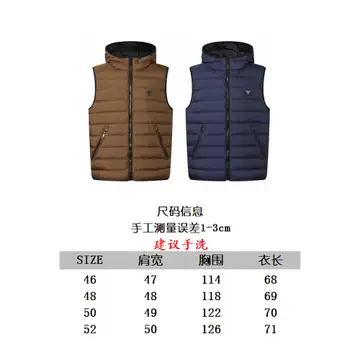 尺码信息
手工测量误差1-3cm
建议手洗
SIZE 肩宽 胸围 衣长
46 47 114 68
48 48 118 69
50 49 122 70
52 50 126 71